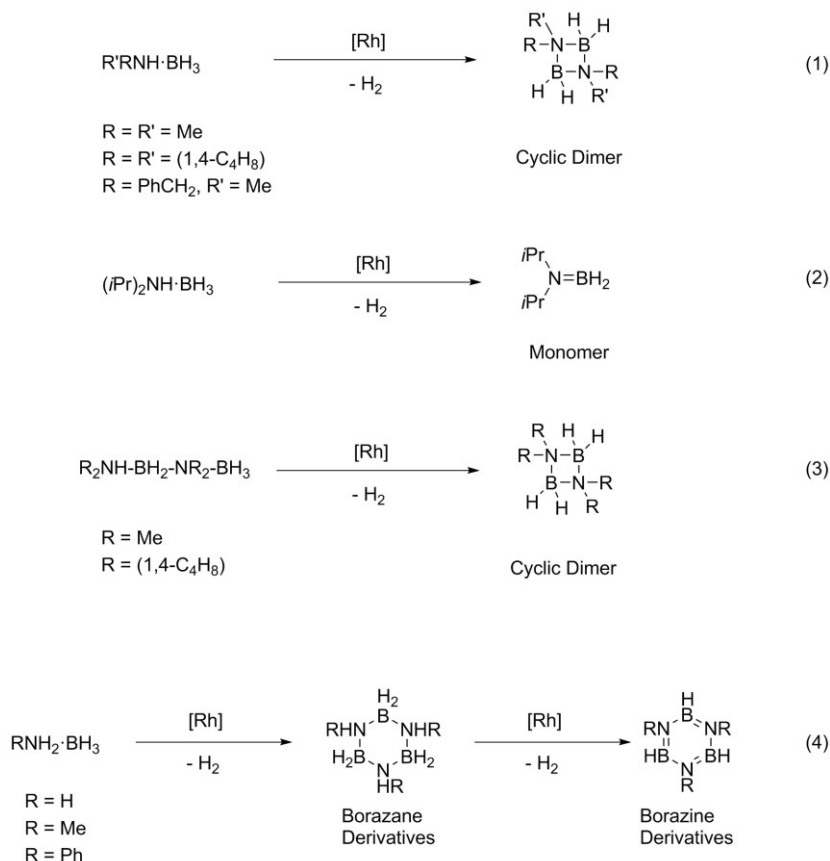 R'RNH·BH3 [Rh] - H2 R' R N B H H B N R H H R' (1)
R = R' = Me
R = R' = (1,4-C4H8)
R = PhCH2, R' = Me
Cyclic Dimer
(iPr)2NH·BH3 [Rh] - H2 iPr N=BH2 iPr (2)
Monomer
R2NH-BH2-NR2-BH3 [Rh] - H2 R R N B H H B N R H H R (3)
R = Me
R = (1,4-C4H8)
Cyclic Dimer
RNH2·BH3 [Rh] - H2 H2 B RHN NHR H2B BH2 N HR [Rh] - H2 H B RN NR HB BH N R (4)
R = H
R = Me
R = Ph
Borazane
Derivatives
Borazine
Derivatives